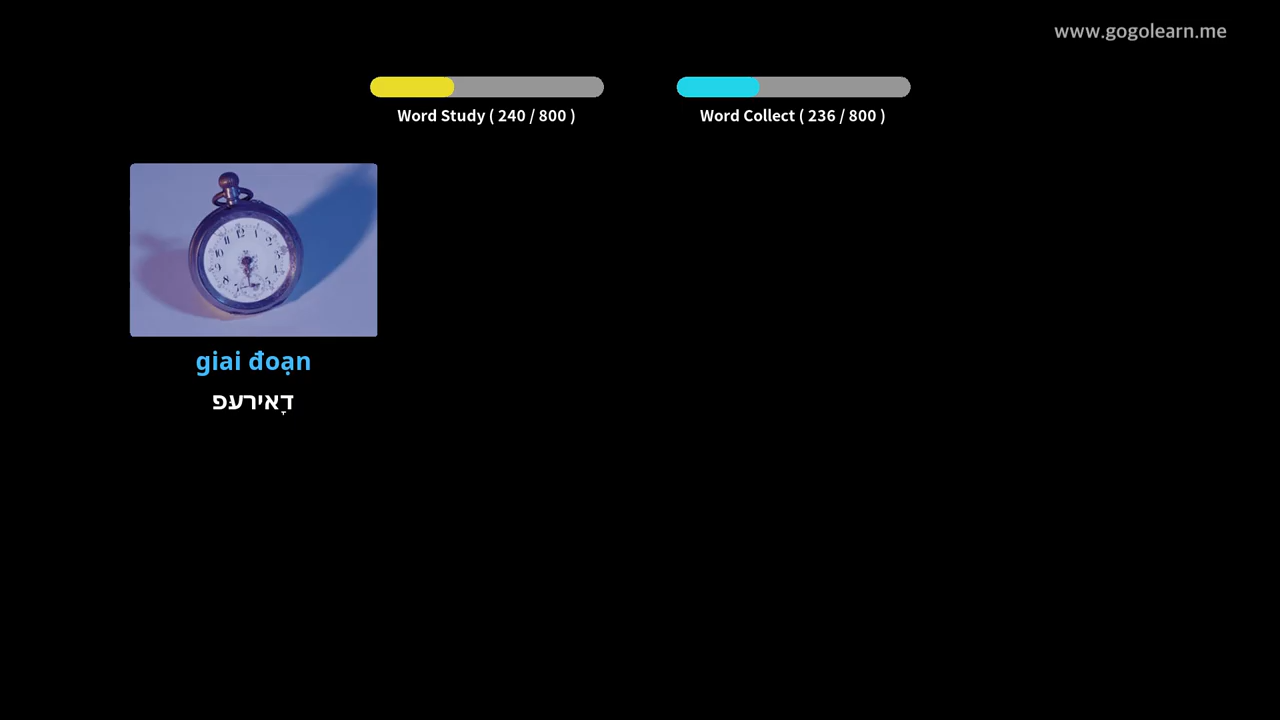 www.gogolearn.me
Word Study ( 240 / 800 )
Word Collect ( 236 / 800 )
giai đoạn
דָאירעפ